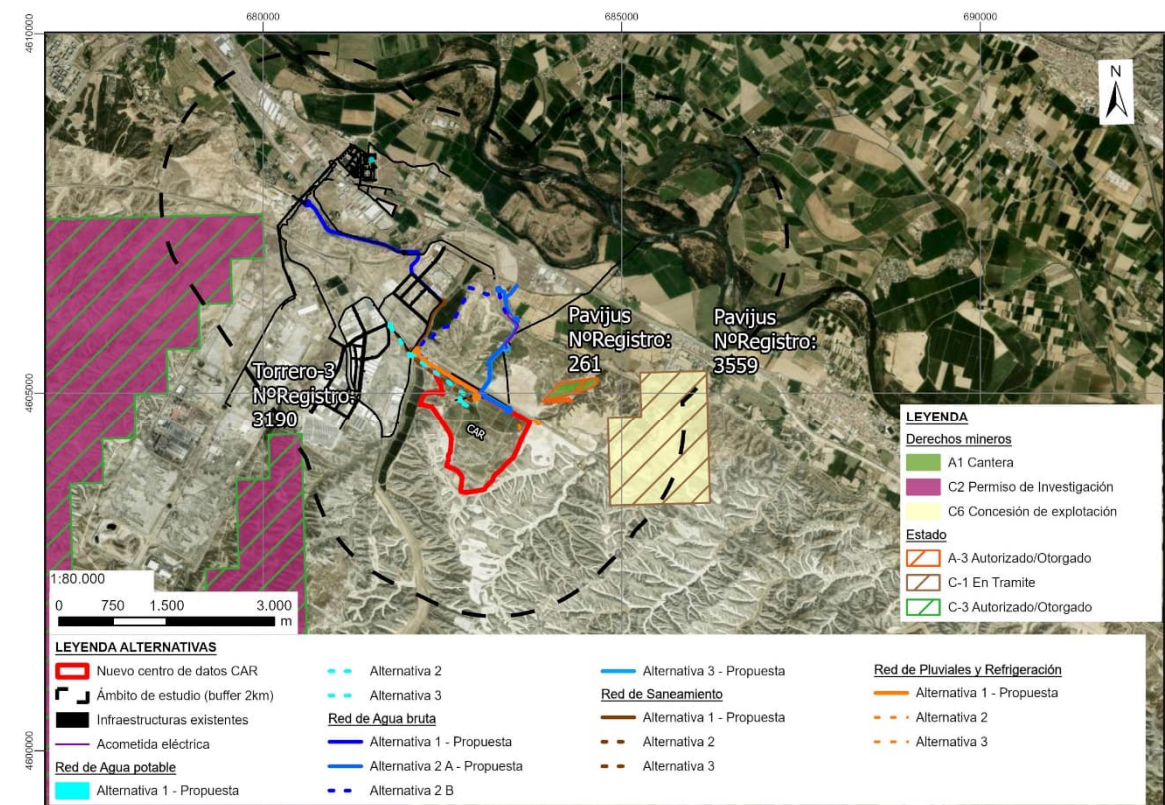 680000
685000
690000
4610000
N
Pavijus
NºRegistro:
261
Pavijus
NºRegistro:
3559
Torrero-3
NºRegistro:
3190
4605000
CAR
LEYENDA
Derechos mineros
A1 Cantera
C2 Permiso de Investigación
C6 Concesión de explotación
Estado
A-3 Autorizado/Otorgado
C-1 En Tramite
C-3 Autorizado/Otorgado
1:80.000
0 750 1.500 3.000
m
4600000
LEYENDA ALTERNATIVAS
Nuevo centro de datos CAR
Ámbito de estudio (buffer 2km)
Infraestructuras existentes
Acometida eléctrica
Red de Agua potable
Alternativa 1 - Propuesta
Alternativa 2
Alternativa 3
Red de Agua bruta
Alternativa 1 - Propuesta
Alternativa 2 A - Propuesta
Alternativa 2 B
Alternativa 3 - Propuesta
Red de Saneamiento
Alternativa 1 - Propuesta
Alternativa 2
Alternativa 3
Red de Pluviales y Refrigeración
Alternativa 1 - Propuesta
Alternativa 2
Alternativa 3